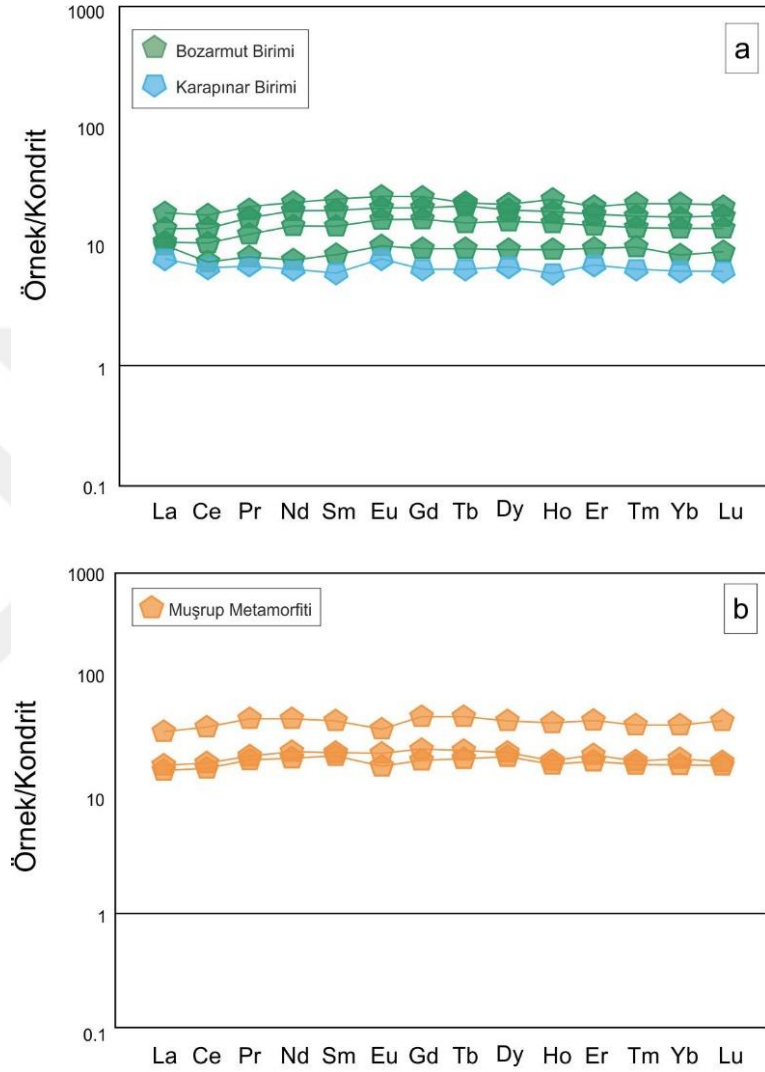 1000
a
Bozarmut Birimi
Karapınar Birimi
100
10
1
0.1
Örnek/Kondrit
La Ce Pr Nd Sm Eu Gd Tb Dy Ho Er Tm Yb Lu
1000
b
Muşrup Metamorfiti
100
10
1
0.1
Örnek/Kondrit
La Ce Pr Nd Sm Eu Gd Tb Dy Ho Er Tm Yb Lu